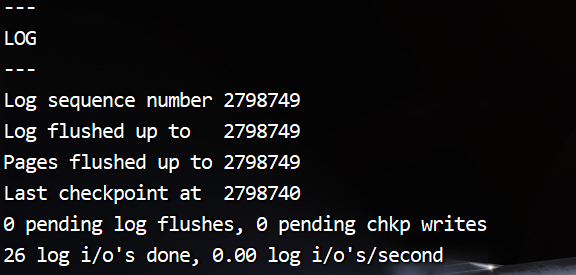 ---
LOG
---
Log sequence number 2798749
Log flushed up to   2798749
Pages flushed up to 2798749
Last checkpoint at  2798740
0 pending log flushes, 0 pending chkp writes
26 log i/o's done, 0.00 log i/o's/second